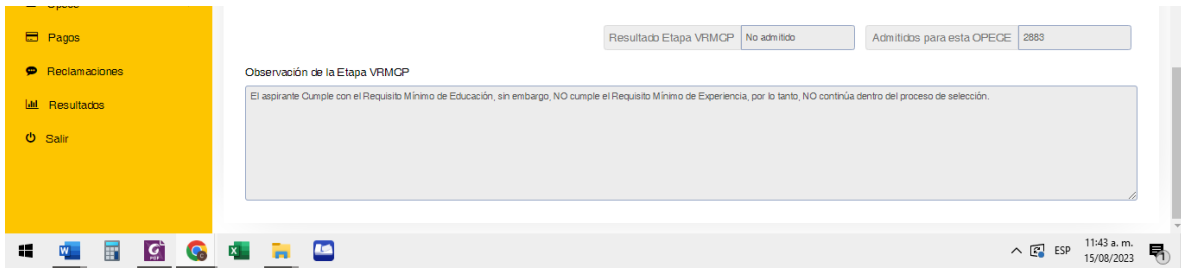 Opece
Pagos
Reclamaciones
Resultados
Salir
Resultado Etapa VRMCP No admitido Admitidos para esta OPECE 2883
Observación de la Etapa VRMCP
El aspirante Cumple con el Requisito Mínimo de Educación, sin embargo, NO cumple el Requisito Mínimo de Experiencia, por lo tanto, NO continúa dentro del proceso de selección.
ESP 11:43 a. m.
15/08/2023